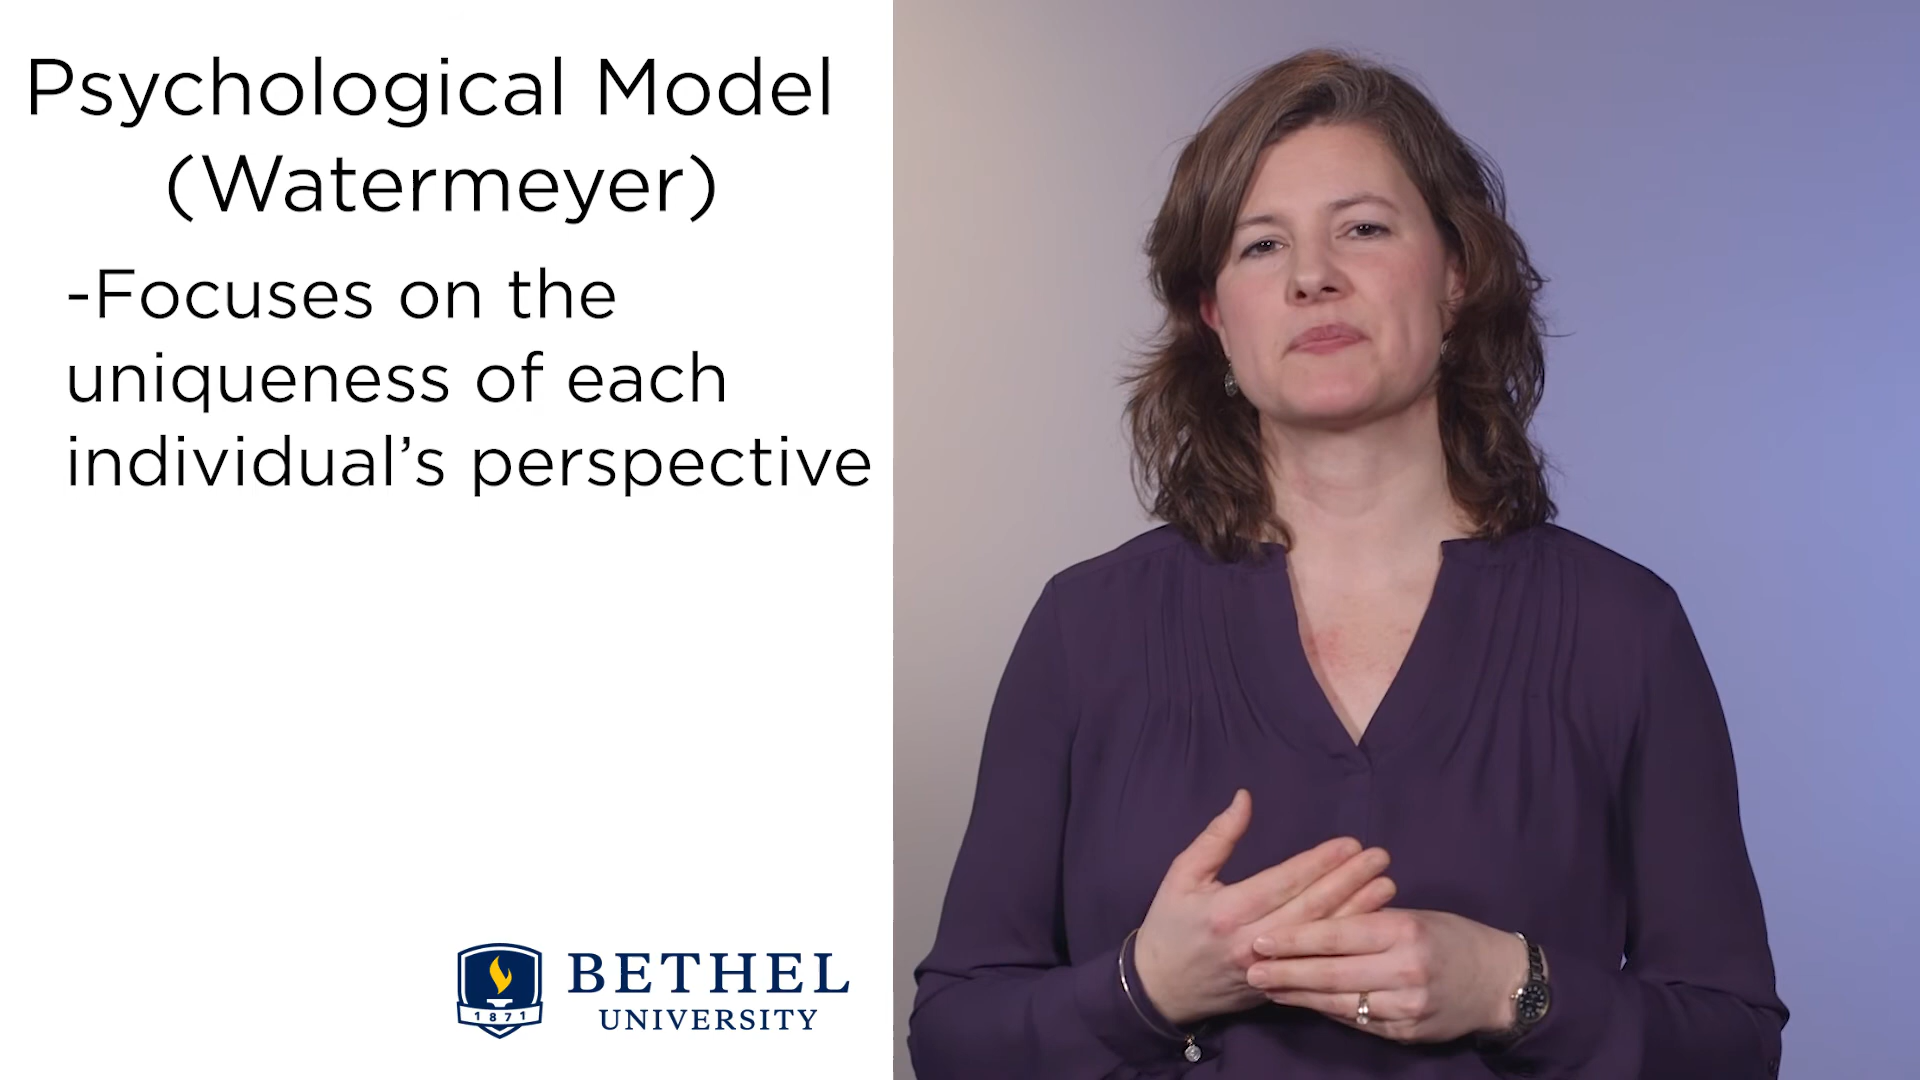 Psychological Model
(Watermeyer)
-Focuses on the
uniqueness of each
individual’s perspective
1871
BETHEL
UNIVERSITY